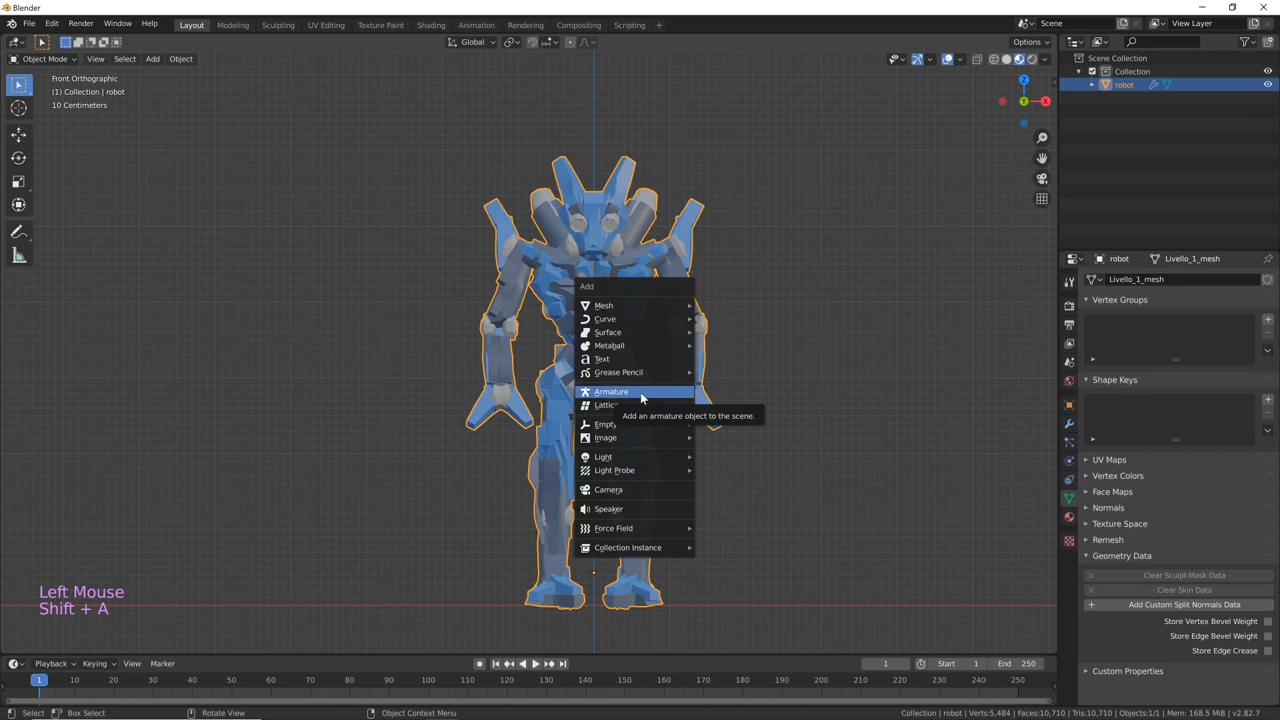 Blender
File Edit Render Window Help
Layout Modeling Sculpting UV Editing Texture Paint Shading Animation Rendering Compositing Scripting +
Scene
View Layer
Global
Options
Object Mode View Select Add Object
Front Orthographic
(1) Collection | robot
10 Centimeters
Z
Y
X
Scene Collection
Collection
robot
robot
Livello_1_mesh
Livello_1_mesh
Vertex Groups
Shape Keys
UV Maps
Vertex Colors
Face Maps
Normals
Texture Space
Remesh
Geometry Data
Clear Sculpt-Mask Data
Clear Skin Data
Add Custom Split Normals Data
Store Vertex Bevel Weight
Store Edge Bevel Weight
Store Edge Crease
Custom Properties
Add
Mesh
Curve
Surface
Metaball
Text
Grease Pencil
Armature
Lattic
Add an armature object to the scene.
Empty
Image
Light
Light Probe
Camera
Speaker
Force Field
Collection Instance
Left Mouse
Shift + A
Playback Keying View Marker
1
Start 1
End 250
1 10 20 30 40 50 60 70 80 90 100 110 120 130 140 150 160 170 180 190 200 210 220 230 240 250
Select Box Select Rotate View Object Context Menu
Collection | robot | Verts:5,484 | Faces:10,710 | Tris:10,710 | Objects:1/1 | Mem: 168.5 MiB | v2.82.7